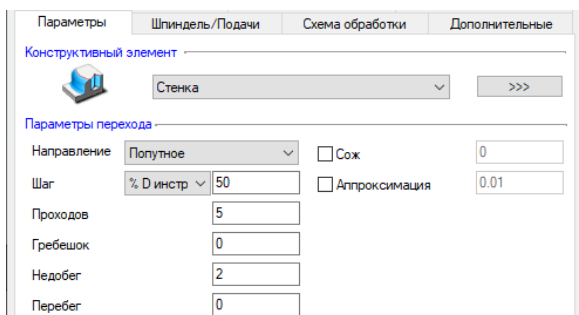 Параметры Шпиндель/Подачи Схема обработки Дополнительные
Конструктивный элемент
Стенка >>>
Параметры перехода
Направление Попутное Сож 0
Шаг % D инстр 50 Аппроксимация 0.01
Проходов 5
Гребешок 0
Недобег 2
Перебег 0